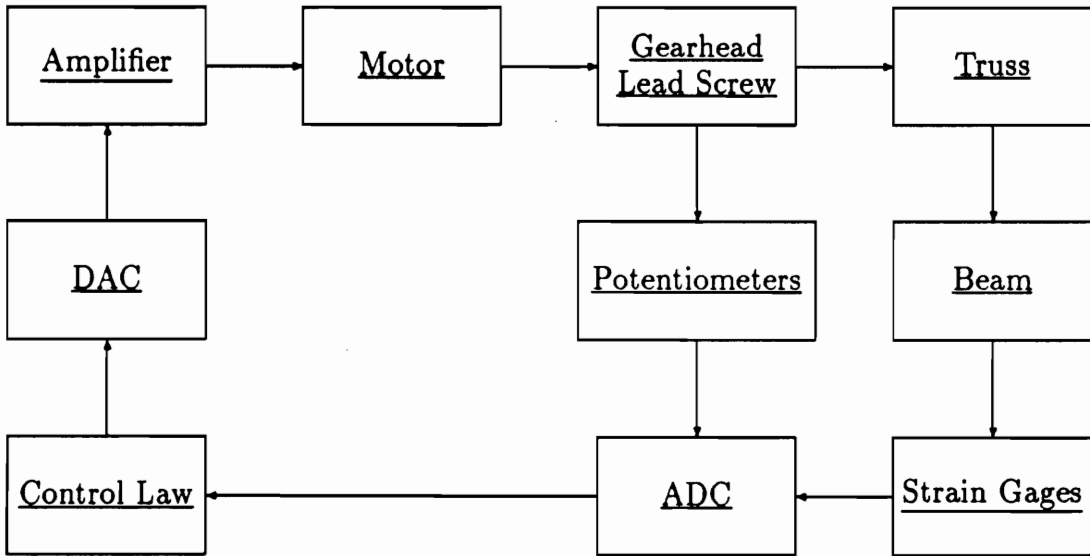 Amplifier
Motor
Gearhead
Lead Screw
Truss
DAC
Potentiometers
Beam
Control Law
ADC
Strain Gages